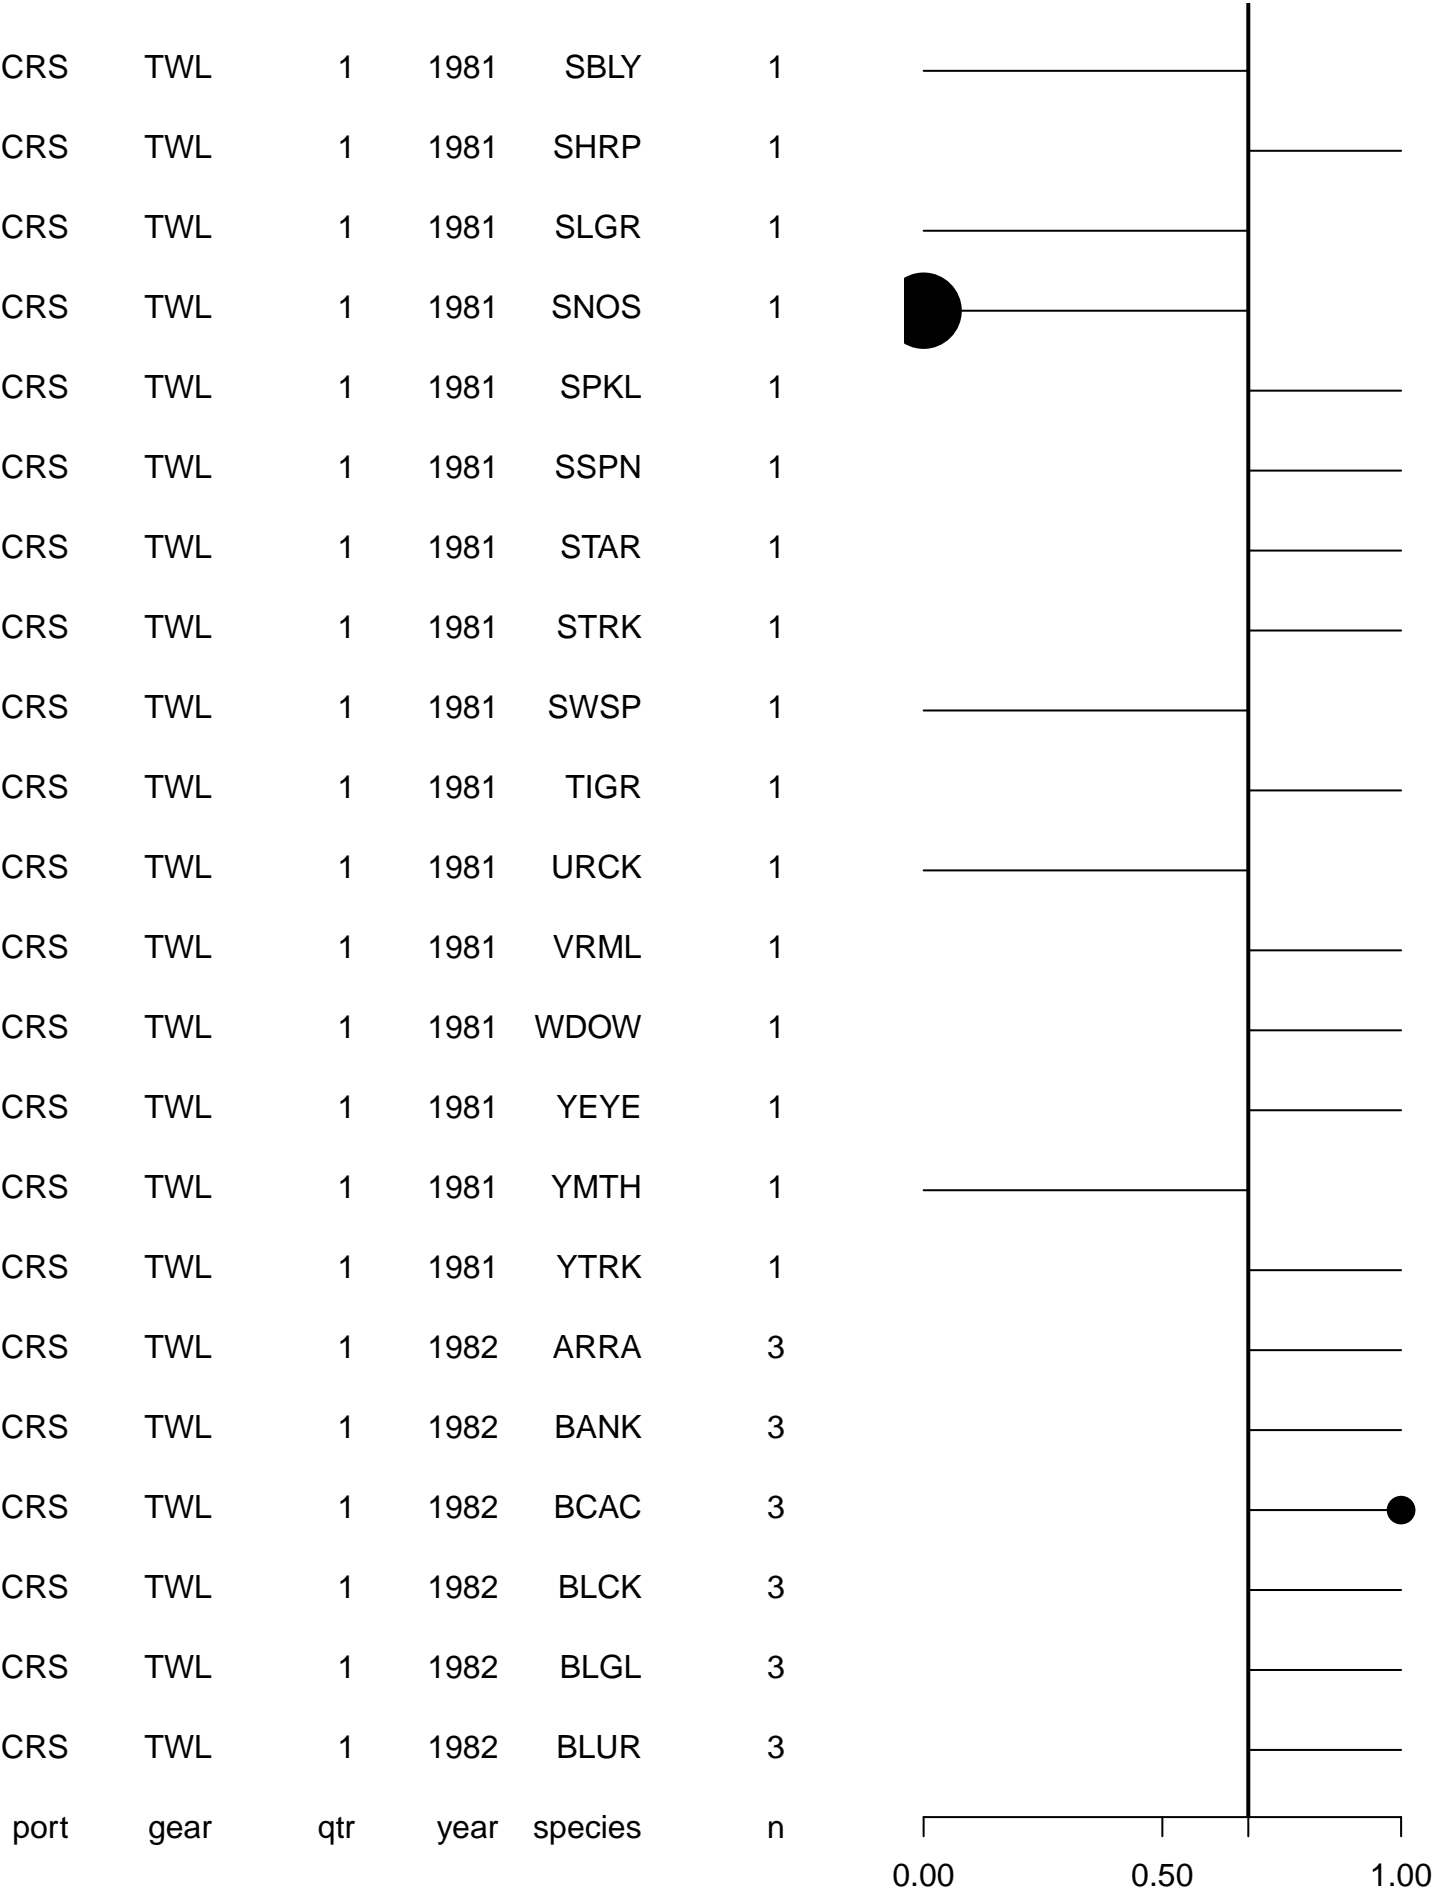 CRS TWL 1 1981 SBLY 1
CRS TWL 1 1981 SHRP 1
CRS TWL 1 1981 SLGR 1
CRS TWL 1 1981 SNOS 1
CRS TWL 1 1981 SPKL 1
CRS TWL 1 1981 SSPN 1
CRS TWL 1 1981 STAR 1
CRS TWL 1 1981 STRK 1
CRS TWL 1 1981 SWSP 1
CRS TWL 1 1981 TIGR 1
CRS TWL 1 1981 URCK 1
CRS TWL 1 1981 VRML 1
CRS TWL 1 1981 WDOW 1
CRS TWL 1 1981 YEYE 1
CRS TWL 1 1981 YMTH 1
CRS TWL 1 1981 YTRK 1
CRS TWL 1 1982 ARRA 3
CRS TWL 1 1982 BANK 3
CRS TWL 1 1982 BCAC 3
CRS TWL 1 1982 BLCK 3
CRS TWL 1 1982 BLGL 3
CRS TWL 1 1982 BLUR 3
port gear qtr year species n
0.00 0.50 1.00